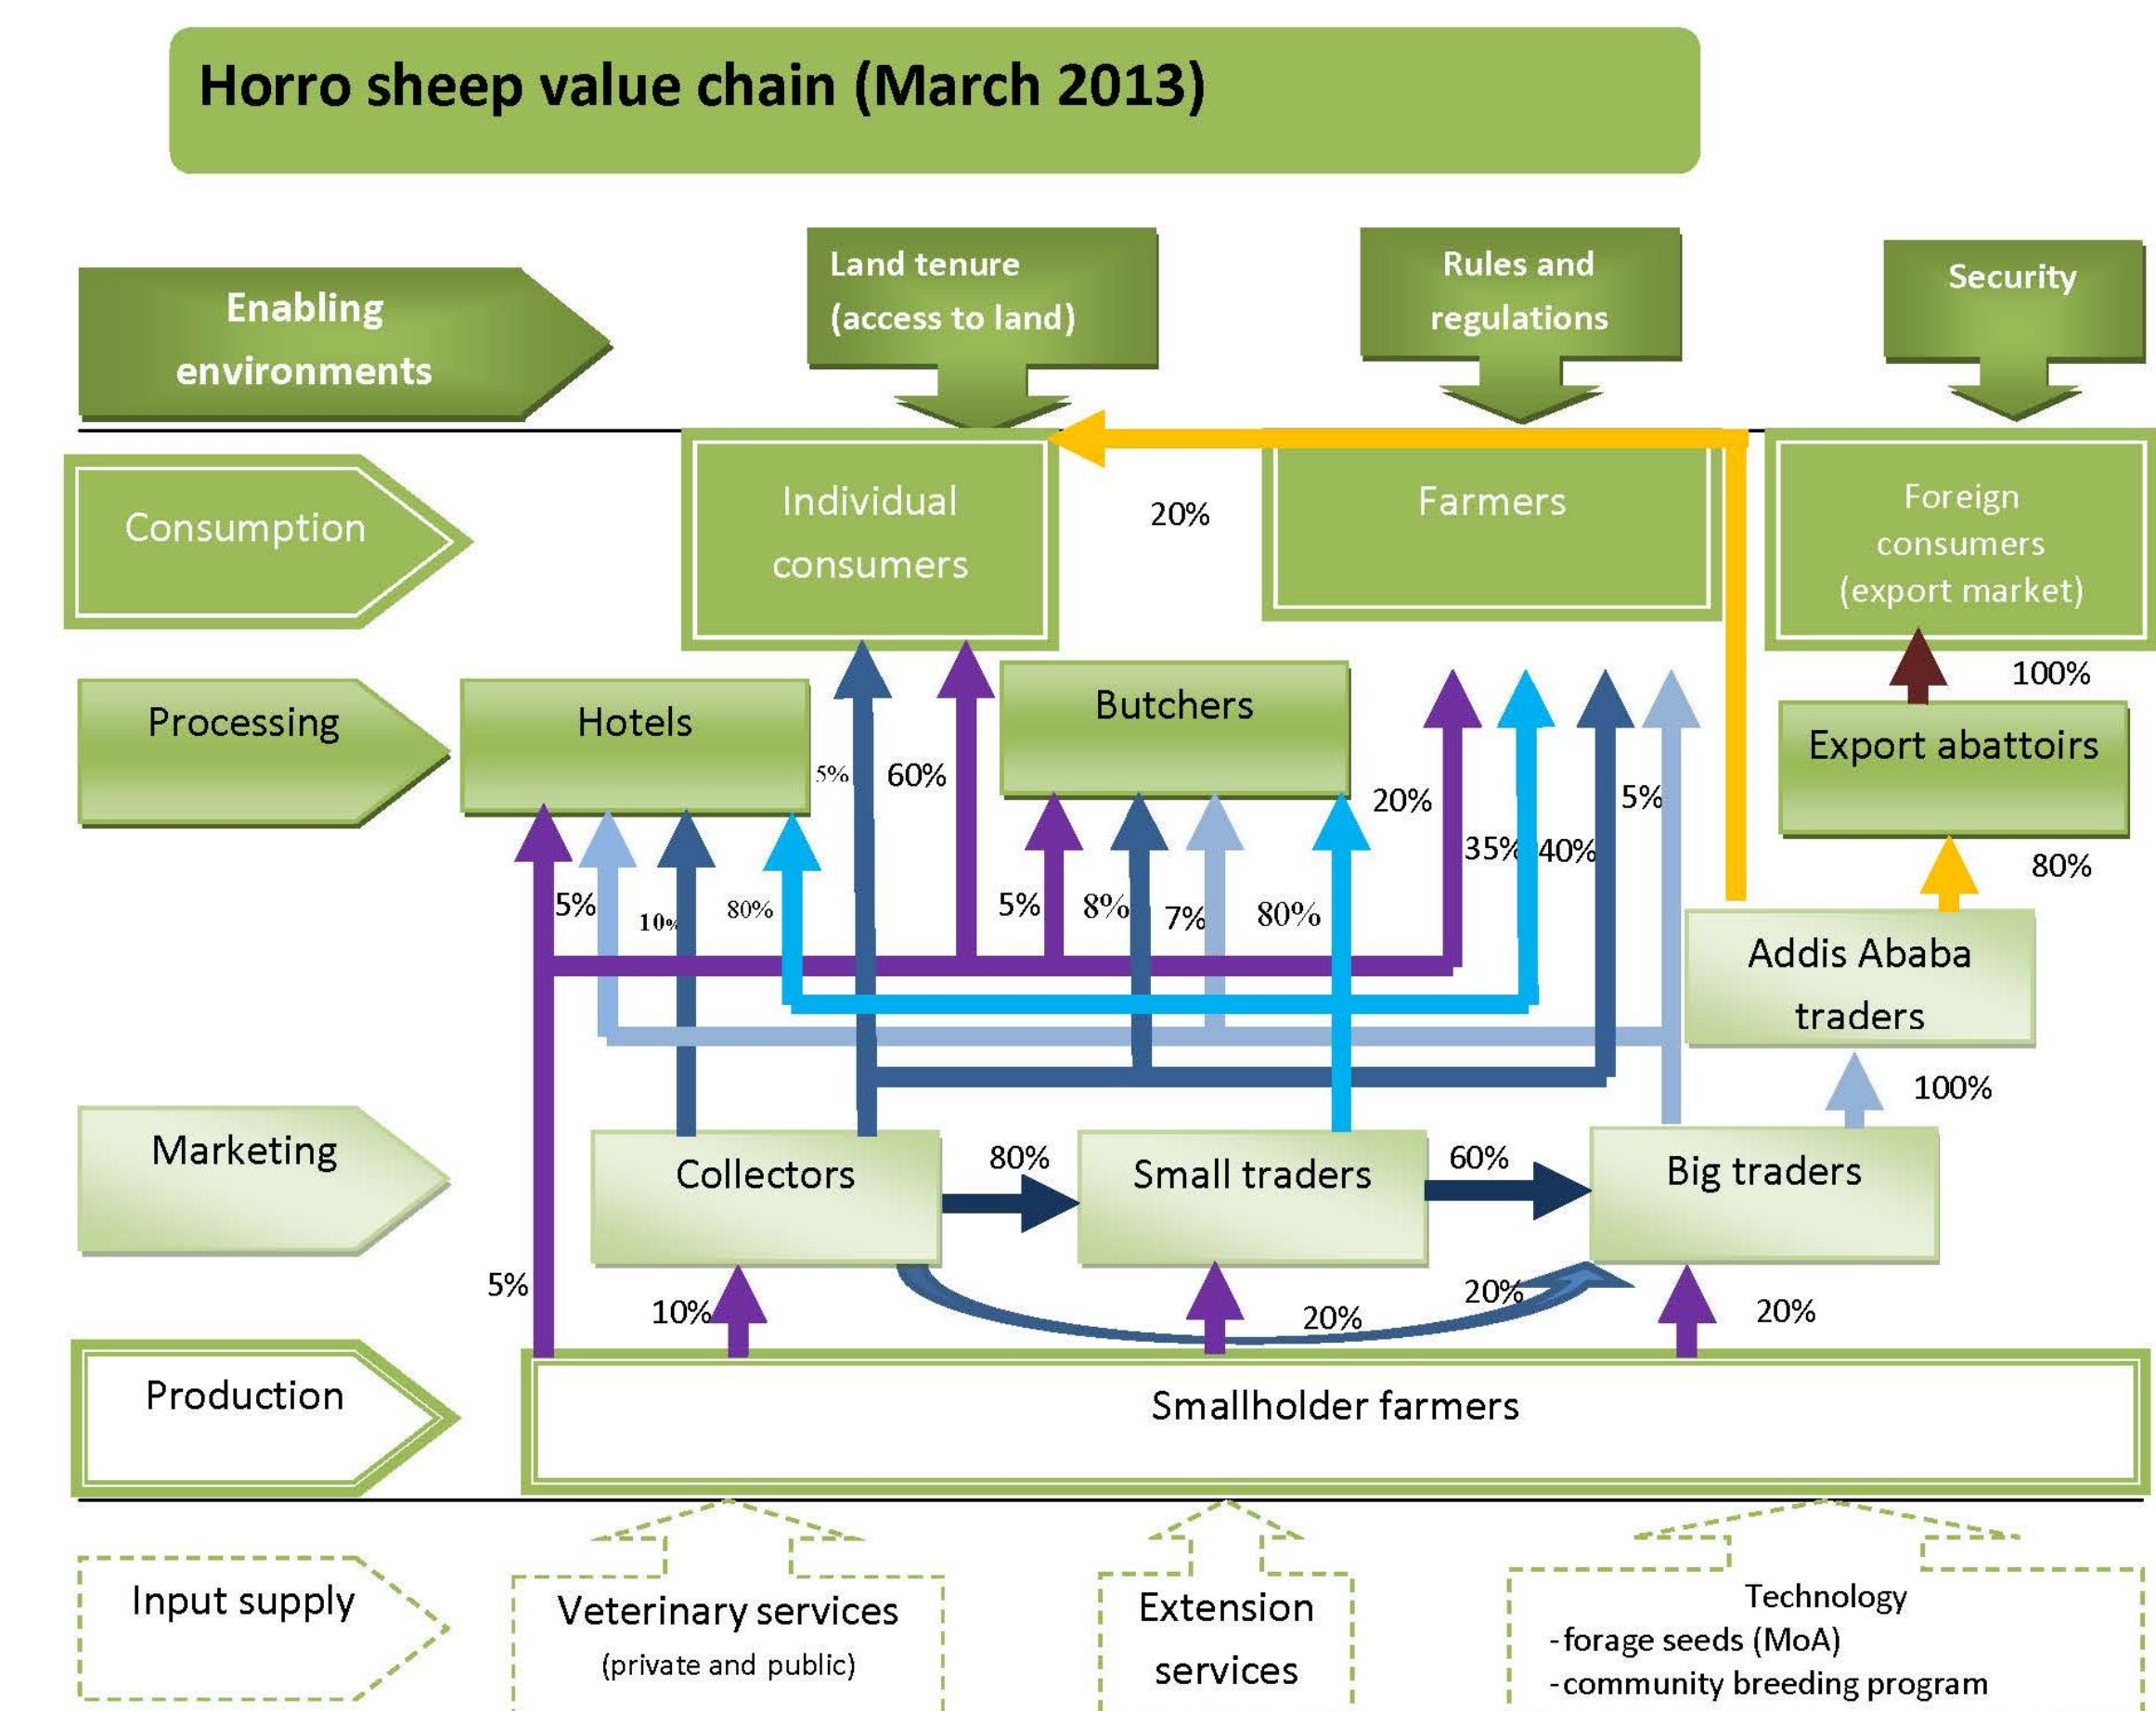 Horro sheep value chain (March 2013)
Enabling
environments
Land tenure
(access to land)
Rules and
regulations
Security
Consumption
Individual
consumers
20%
Farmers
Foreign
consumers
(export market)
Processing
Hotels
5%
60%
Butchers
20%
35%
40%
5%
100%
Export abattoirs
80%
5%
10%
80%
5%
8%
7%
80%
Addis Ababa
traders
100%
Marketing
Collectors
80%
Small traders
60%
Big traders
5%
10%
20%
20%
20%
Production
Smallholder farmers
Input supply
Veterinary services
(private and public)
Extension
services
Technology
-forage seeds (MoA)
-community breeding program